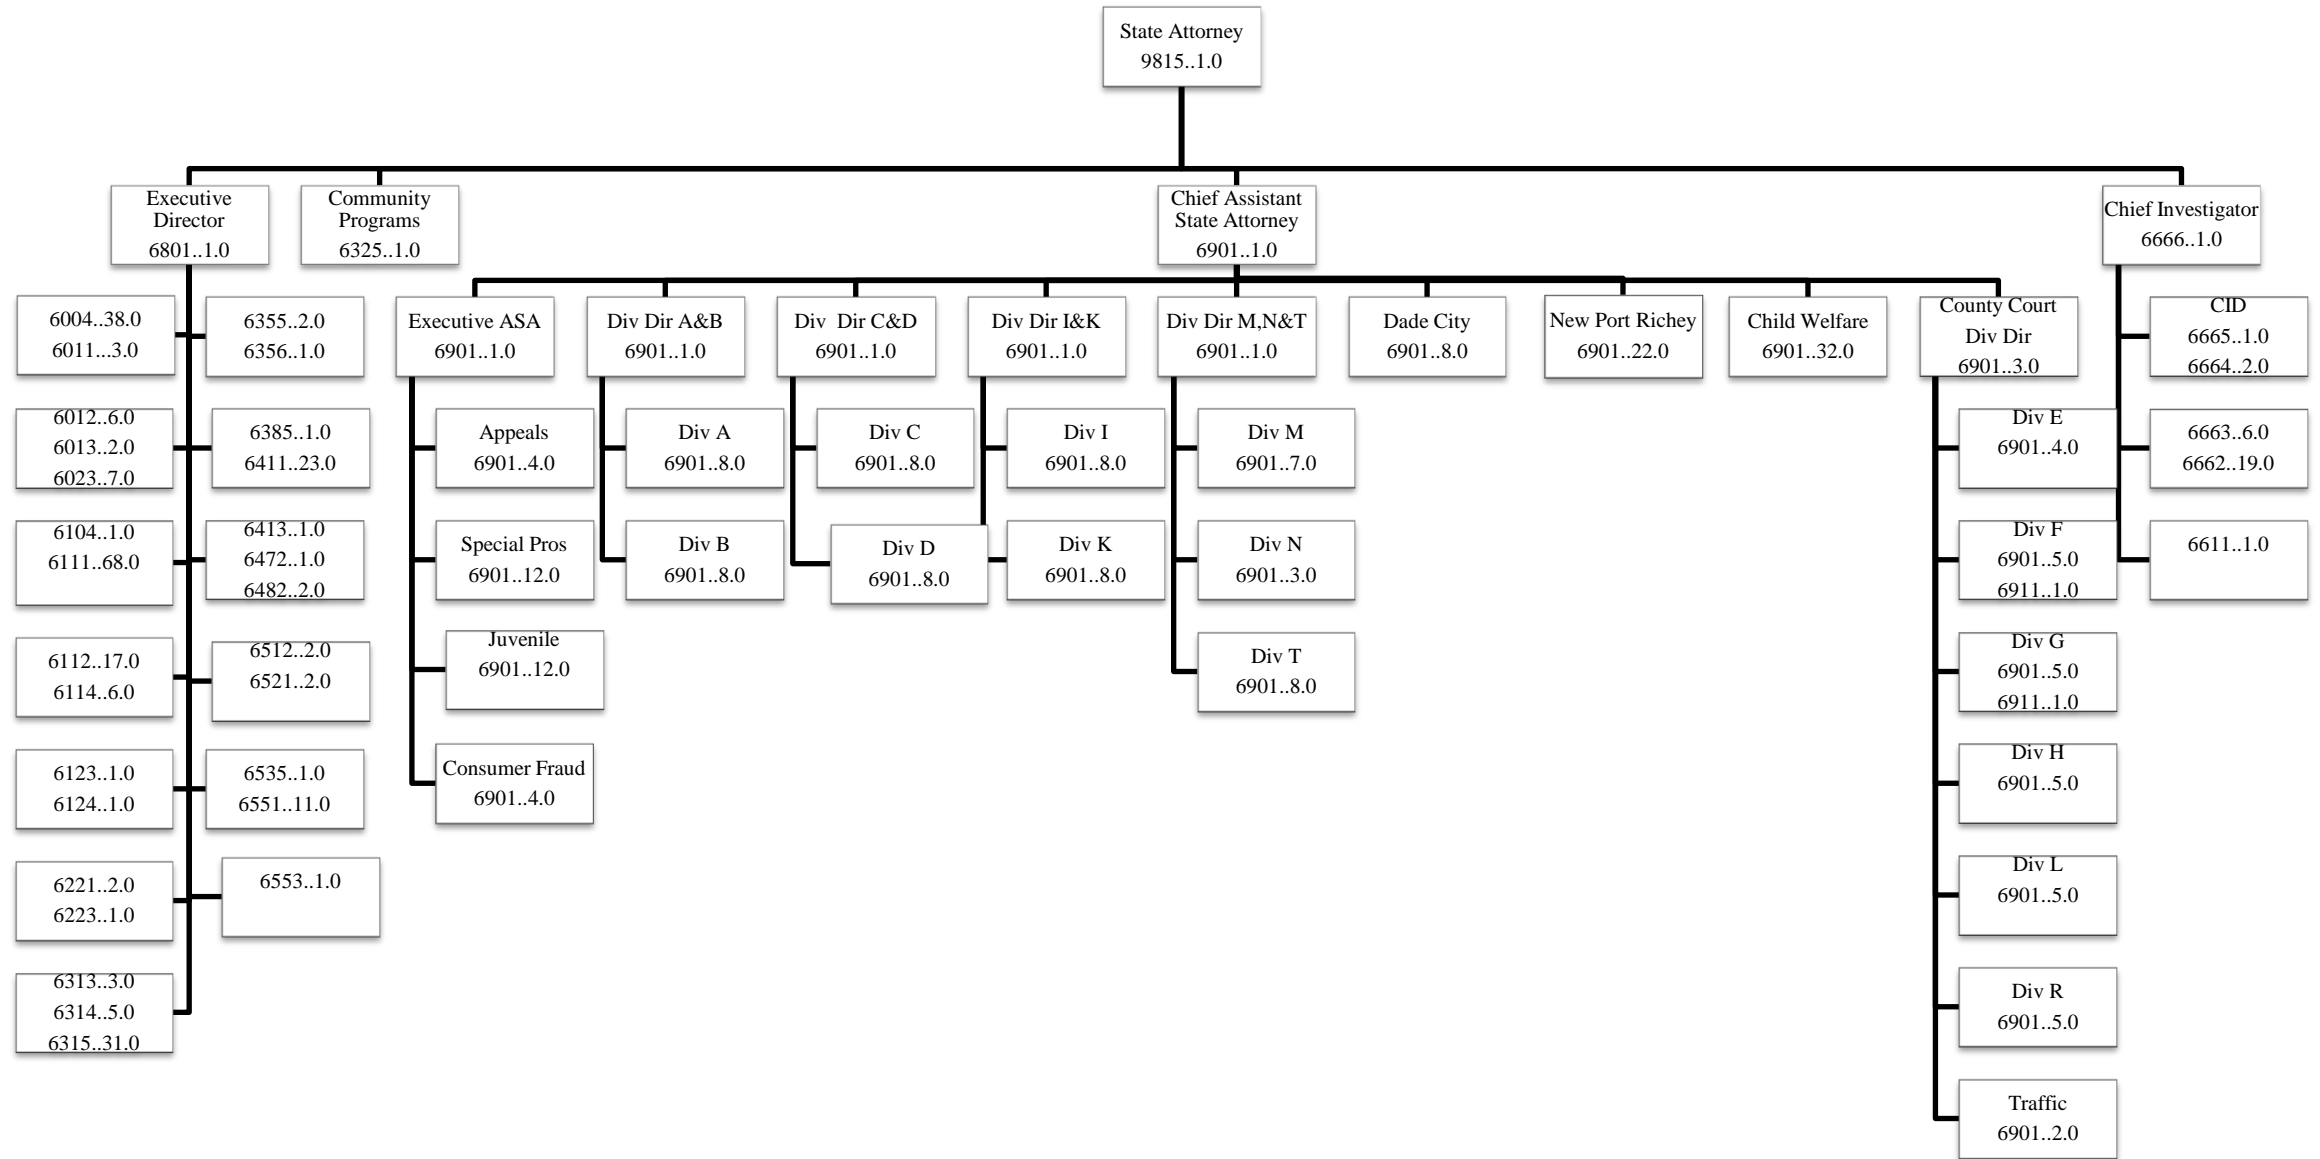 State Attorney
9815..1.0
Executive
Director
6801..1.0
Community
Programs
6325..1.0
Chief Assistant
State Attorney
6901..1.0
Chief Investigator
6666..1.0
6004..38.0
6011...3.0
6355..2.0
6356..1.0
6012..6.0
6013..2.0
6023..7.0
6385..1.0
6411..23.0
6104..1.0
6111..68.0
6413..1.0
6472..1.0
6482..2.0
6112..17.0
6114..6.0
6512..2.0
6521..2.0
6123..1.0
6124..1.0
6535..1.0
6551..11.0
6221..2.0
6223..1.0
6553..1.0
6313..3.0
6314..5.0
6315..31.0
Executive ASA
6901..1.0
Appeals
6901..4.0
Special Pros
6901..12.0
Juvenile
6901..12.0
Consumer Fraud
6901..4.0
Div Dir A&B
6901..1.0
Div A
6901..8.0
Div B
6901..8.0
Div  Dir C&D
6901..1.0
Div C
6901..8.0
Div D
6901..8.0
Div Dir I&K
6901..1.0
Div I
6901..8.0
Div K
6901..8.0
Div Dir M,N&T
6901..1.0
Div M
6901..7.0
Div N
6901..3.0
Div T
6901..8.0
Dade City
6901..8.0
New Port Richey
6901..22.0
Child Welfare
6901..32.0
County Court
Div Dir
6901..3.0
Div E
6901..4.0
Div F
6901..5.0
6911..1.0
Div G
6901..5.0
6911..1.0
Div H
6901..5.0
Div L
6901..5.0
Div R
6901..5.0
Traffic
6901..2.0
CID
6665..1.0
6664..2.0
6663..6.0
6662..19.0
6611..1.0